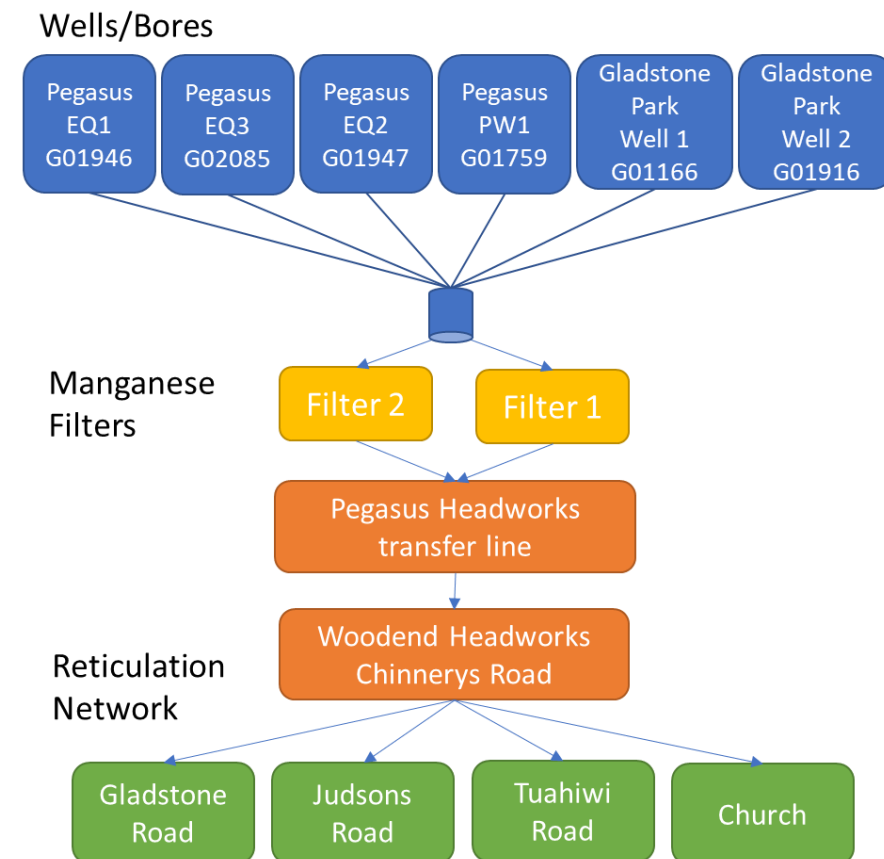 Wells/Bores
Pegasus
EQ1
G01946
Pegasus
EQ3
G02085
Pegasus
EQ2
G01947
Pegasus
PW1
G01759
Gladstone
Park
Well 1
G01166
Gladstone
Park
Well 2
G01916
Manganese
Filters
Filter 2
Filter 1
Pegasus Headworks
transfer line
Woodend Headworks
Chinnerys Road
Reticulation
Network
Gladstone
Road
Judsons
Road
Tuahiwi
Road
Church